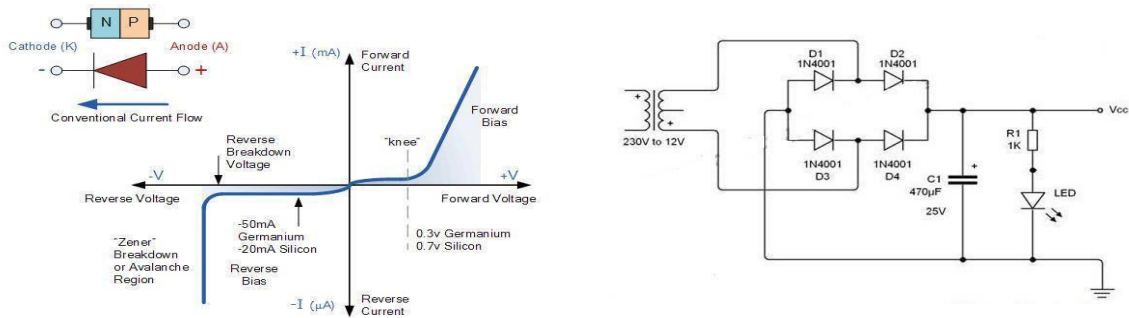 N P
Cathode (K)
Anode (A)
- +
Conventional Current Flow
+I (mA)
Forward
Current
Forward
Bias
"knee"
Reverse
Breakdown
Voltage
-V
+V
Reverse Voltage
Forward Voltage
-50mA
Germanium
-20mA Silicon
0.3v Germanium
0.7v Silicon
"Zener"
Breakdown
or Avalanche
Region
Reverse
Bias
-I (µA)
Reverse
Current
D1
1N4001
D2
1N4001
+
+
230V to 12V
1N4001
D3
1N4001
D4
Vcc
R1
1K
+
C1
470µF
25V
LED